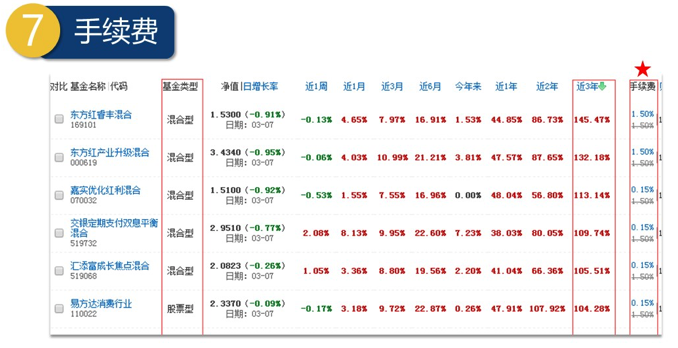 7 手续费
对比 基金名称|代码 基金类型 净值|日增长率 近1周 近1月 近3月 近6月 今年来 近1年 近2年 近3年 手续费
东方红睿丰混合 169101 混合型 1.5300 (-0.91%) 日期: 03-07 -0.13% 4.65% 7.97% 16.91% 1.53% 44.85% 86.73% 145.47% 1.50% 1.50%
东方红产业升级混合 000619 混合型 3.4340 (-0.95%) 日期: 03-07 -0.06% 4.03% 10.99% 21.21% 3.81% 47.57% 87.65% 132.18% 1.50% 1.50%
嘉实优化红利混合 070032 混合型 1.5100 (-0.92%) 日期: 03-07 -0.53% 1.55% 7.55% 16.96% 0.00% 48.04% 56.80% 113.14% 0.15% 1.50%
交银定期支付双息平衡混合 519732 混合型 2.9510 (-0.77%) 日期: 03-07 2.08% 8.13% 9.95% 22.60% 7.23% 38.03% 80.05% 109.74% 0.15% 1.50%
汇添富成长焦点混合 519068 混合型 2.0823 (-0.26%) 日期: 03-07 1.05% 3.36% 8.80% 19.56% 2.20% 41.04% 66.36% 105.51% 0.15% 1.50%
易方达消费行业 110022 股票型 2.3370 (-0.09%) 日期: 03-07 -0.17% 3.18% 9.72% 22.87% 0.26% 47.91% 107.92% 104.28% 0.15% 1.50%